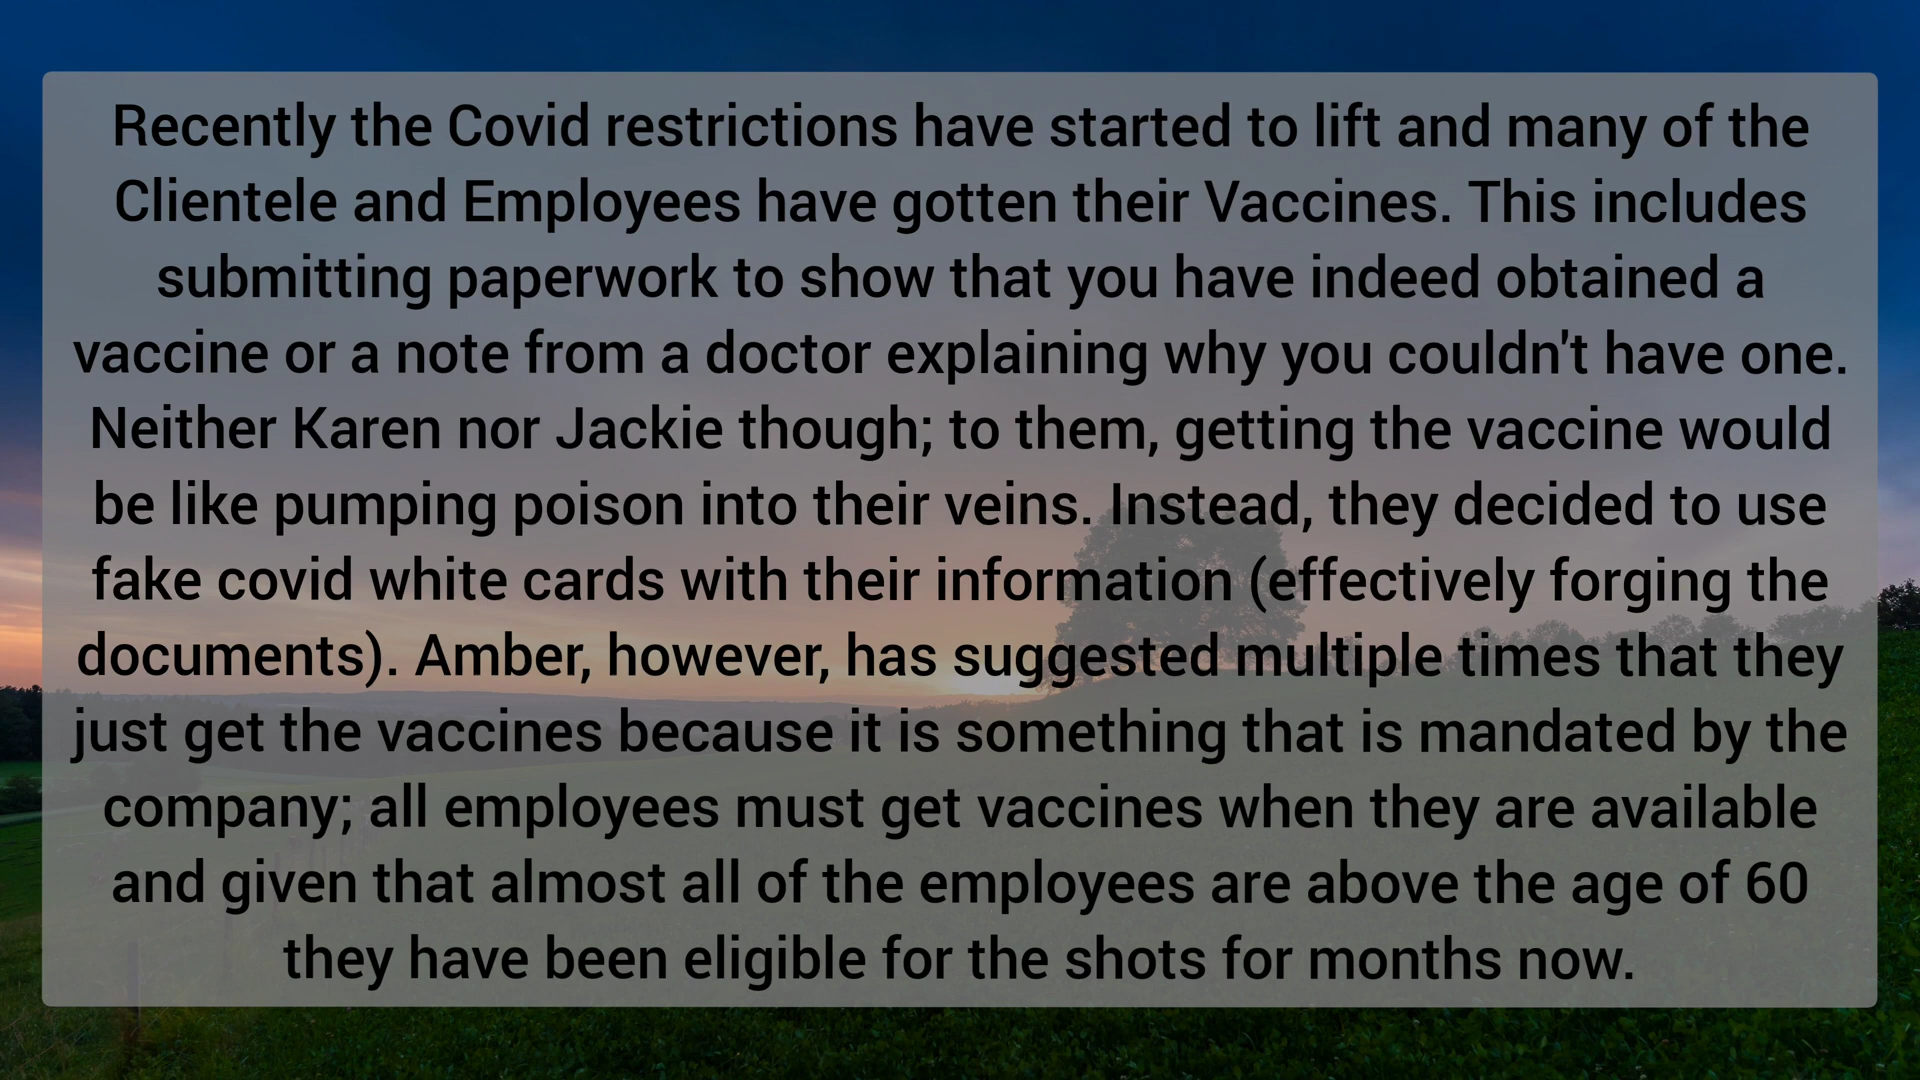 Recently the Covid restrictions have started to lift and many of the
Clientele and Employees have gotten their Vaccines. This includes
submitting paperwork to show that you have indeed obtained a
vaccine or a note from a doctor explaining why you couldn't have one.
Neither Karen nor Jackie though; to them, getting the vaccine would
be like pumping poison into their veins. Instead, they decided to use
fake covid white cards with their information (effectively forging the
documents). Amber, however, has suggested multiple times that they
just get the vaccines because it is something that is mandated by the
company; all employees must get vaccines when they are available
and given that almost all of the employees are above the age of 60
they have been eligible for the shots for months now.